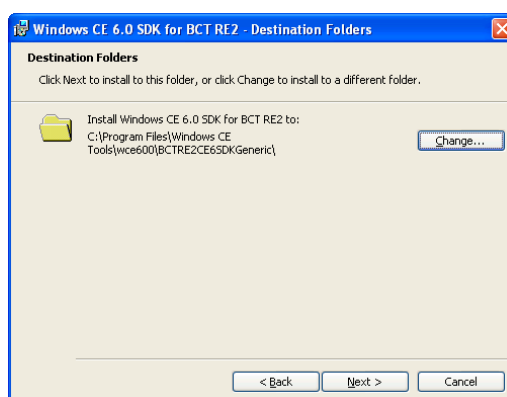 Windows CE 6.0 SDK for BCT RE2 - Destination Folders
Destination Folders
Click Next to install to this folder, or click Change to install to a different folder.
Install Windows CE 6.0 SDK for BCT RE2 to:
C:\Program Files\Windows CE
Tools\wce600\BCTRE2CE6SDKGeneric\
Change...
< Back
Next >
Cancel